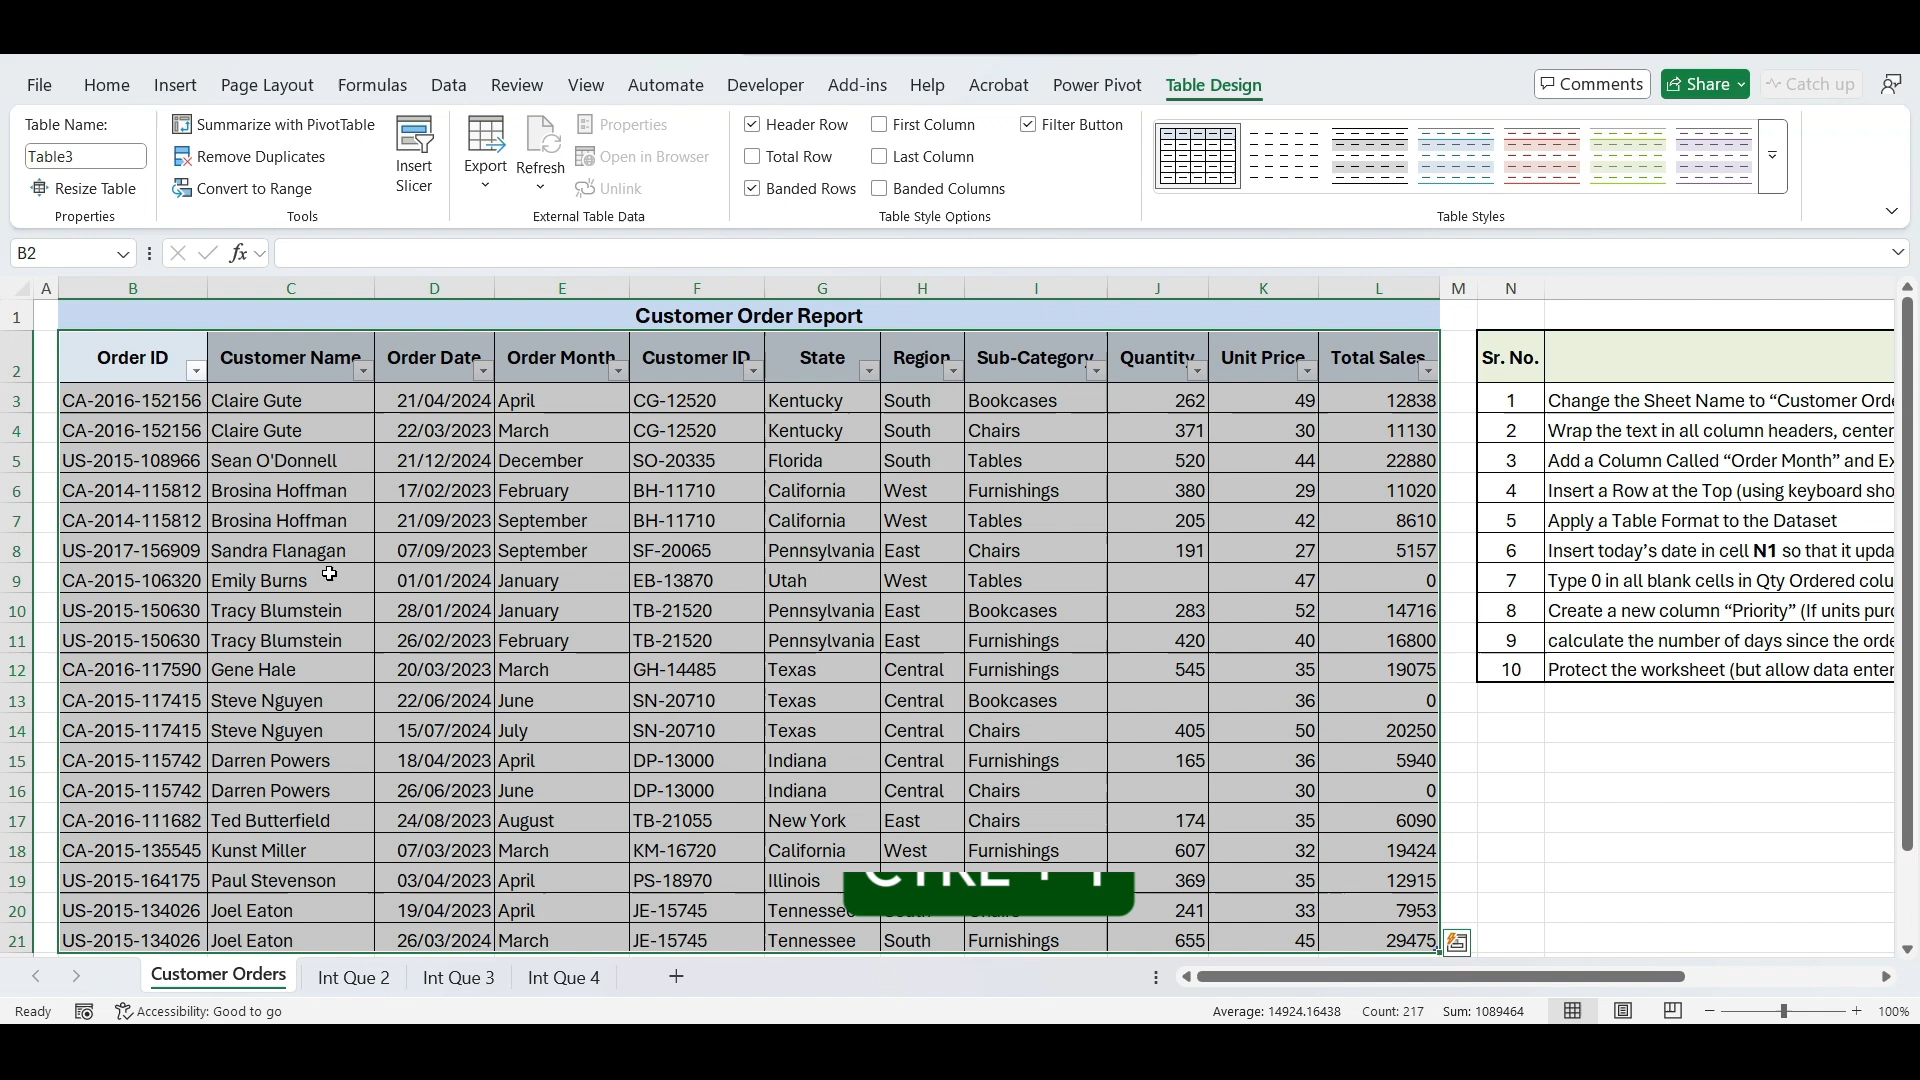 File Home Insert Page Layout Formulas Data Review View Automate Developer Add-ins Help Acrobat Power Pivot Table Design Comments Share Catch up
Table Name: Summarize with PivotTable Properties Header Row First Column Filter Button
Table3 Remove Duplicates Insert Slicer Export Refresh Open in Browser Total Row Last Column
Resize Table Convert to Range Unlink Banded Rows Banded Columns
Properties Tools External Table Data Table Style Options Table Styles
B2 fx
A B C D E F G H I J K L M N
1 Customer Order Report
2 Order ID Customer Name Order Date Order Month Customer ID State Region Sub-Category Quantity Unit Price Total Sales Sr. No.
3 CA-2016-152156 Claire Gute 21/04/2024 April CG-12520 Kentucky South Bookcases 262 49 12838 1 Change the Sheet Name to “Customer Orde
4 CA-2016-152156 Claire Gute 22/03/2023 March CG-12520 Kentucky South Chairs 371 30 11130 2 Wrap the text in all column headers, center
5 US-2015-108966 Sean O'Donnell 21/12/2024 December SO-20335 Florida South Tables 520 44 22880 3 Add a Column Called “Order Month” and Ex
6 CA-2014-115812 Brosina Hoffman 17/02/2023 February BH-11710 California West Furnishings 380 29 11020 4 Insert a Row at the Top (using keyboard sho
7 CA-2014-115812 Brosina Hoffman 21/09/2023 September BH-11710 California West Tables 205 42 8610 5 Apply a Table Format to the Dataset
8 US-2017-156909 Sandra Flanagan 07/09/2023 September SF-20065 Pennsylvania East Chairs 191 27 5157 6 Insert today’s date in cell N1 so that it upda
9 CA-2015-106320 Emily Burns 01/01/2024 January EB-13870 Utah West Tables 47 0 7 Type 0 in all blank cells in Qty Ordered colu
10 US-2015-150630 Tracy Blumstein 28/01/2024 January TB-21520 Pennsylvania East Bookcases 283 52 14716 8 Create a new column “Priority” (If units purc
11 US-2015-150630 Tracy Blumstein 26/02/2023 February TB-21520 Pennsylvania East Furnishings 420 40 16800 9 calculate the number of days since the orde
12 CA-2016-117590 Gene Hale 20/03/2023 March GH-14485 Texas Central Furnishings 545 35 19075 10 Protect the worksheet (but allow data enter
13 CA-2015-117415 Steve Nguyen 22/06/2024 June SN-20710 Texas Central Bookcases 36 0
14 CA-2015-117415 Steve Nguyen 15/07/2024 July SN-20710 Texas Central Chairs 405 50 20250
15 CA-2015-115742 Darren Powers 18/04/2023 April DP-13000 Indiana Central Furnishings 165 36 5940
16 CA-2015-115742 Darren Powers 26/06/2023 June DP-13000 Indiana Central Chairs 30 0
17 CA-2016-111682 Ted Butterfield 24/08/2023 August TB-21055 New York East Chairs 174 35 6090
18 CA-2015-135545 Kunst Miller 07/03/2023 March KM-16720 California West Furnishings 607 32 19424
19 US-2015-164175 Paul Stevenson 03/04/2023 April PS-18970 Illinois 369 35 12915
20 US-2015-134026 Joel Eaton 19/04/2023 April JE-15745 Tennessee South Chairs 241 33 7953
21 US-2015-134026 Joel Eaton 26/03/2024 March JE-15745 Tennessee South Furnishings 655 45 29475
Customer Orders Int Que 2 Int Que 3 Int Que 4
Ready Accessibility: Good to go Average: 14924.16438 Count: 217 Sum: 1089464 100%